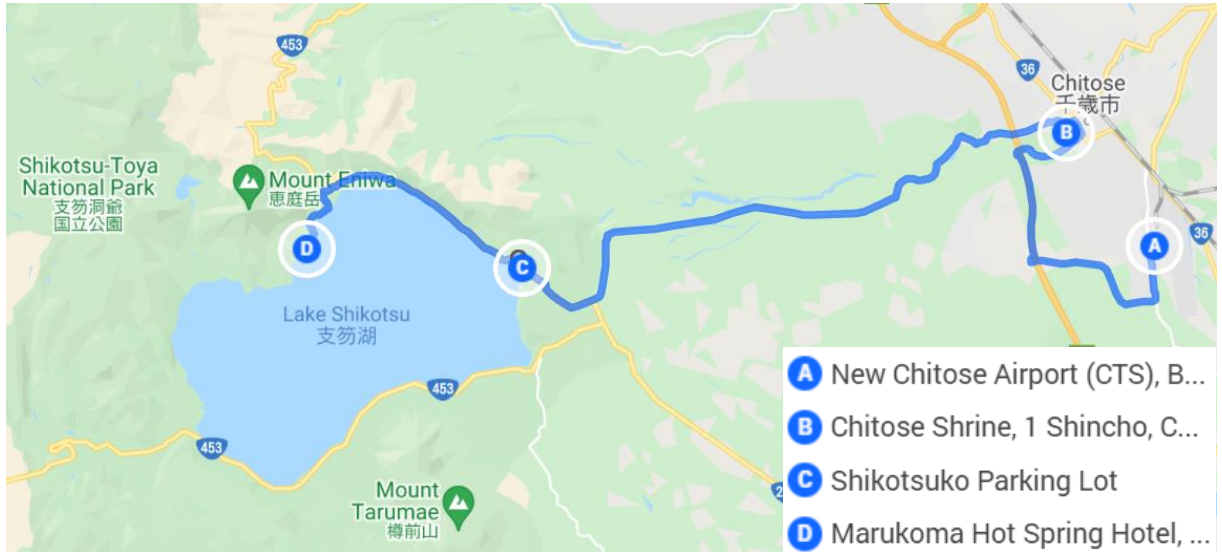 453
36
Chitose
千歳市
B
Shikotsu-Toya
National Park
支笏洞爺
国立公園
Mount Eniwa
恵庭岳
D
C
A
36
Lake Shikotsu
支笏湖
453
453
Mount
Tarumae
樽前山
2
A New Chitose Airport (CTS), B...
B Chitose Shrine, 1 Shincho, C...
C Shikotsuko Parking Lot
D Marukoma Hot Spring Hotel, ...